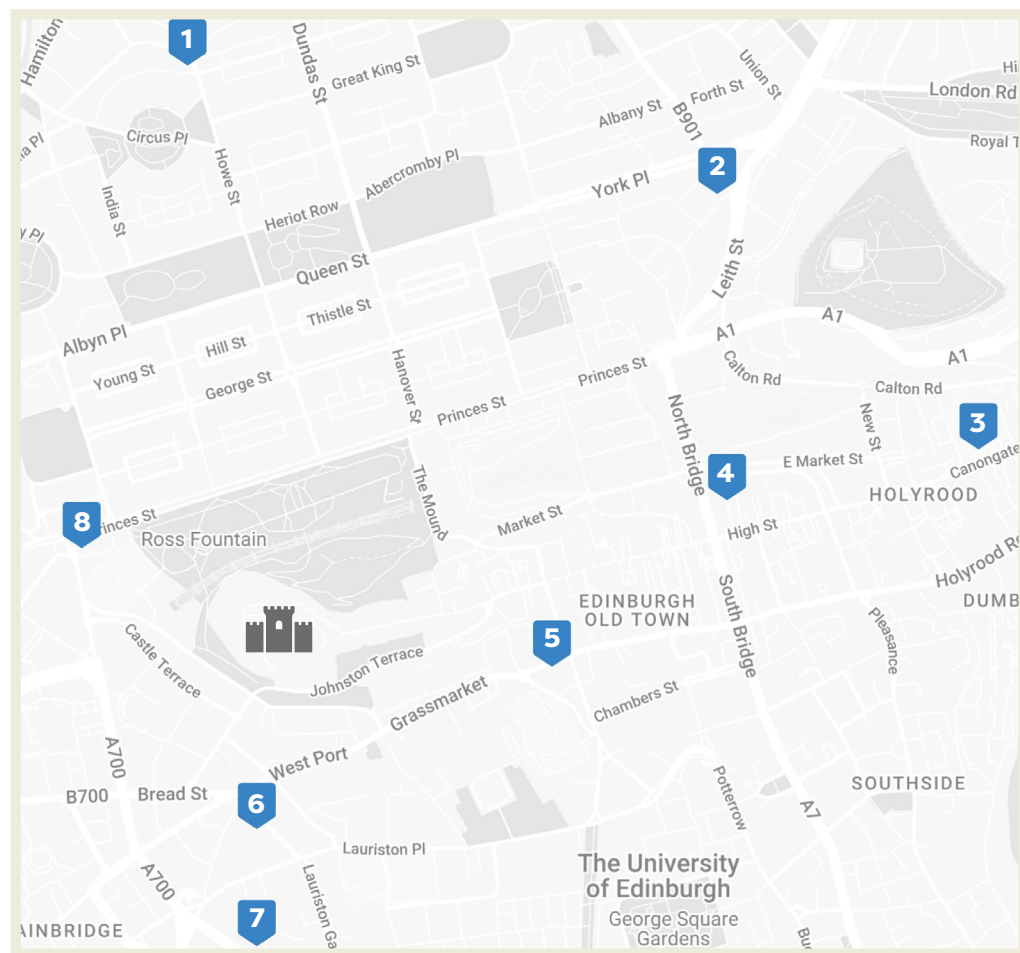 Hamilton
1
Dundas St
Great King St
Union St
Hi
London Rd
Forth St
Albany St
B901
Circus Pl
Royal T
a Pl
Howe St
Abercromby Pl
2
York Pl
India St
Heriot Row
y Pl
Queen St
Leith St
Thistle St
A1
A1
Albyn Pl
Hill St
Young St
George St
Hanover St
Princes St
A1
Calton Rd
Calton Rd
Princes St
North Bridge
New St
3
Canongate
4
E Market St
HOLYROOD
The Mound
8
rinces St
Market St
High St
Ross Fountain
Holyrood Ro
EDINBURGH
OLD TOWN
South Bridge
DUMB
Pleasance
5
Castle Terrace
Johnston Terrace
Grassmarket
Chambers St
A700
West Port
B700
Bread St
6
Potterrow
SOUTHSIDE
A7
Lauriston Pl
A700
The University
of Edinburgh
Lauriston Ga
George Square
Gardens
7
AINBRIDGE
Buc